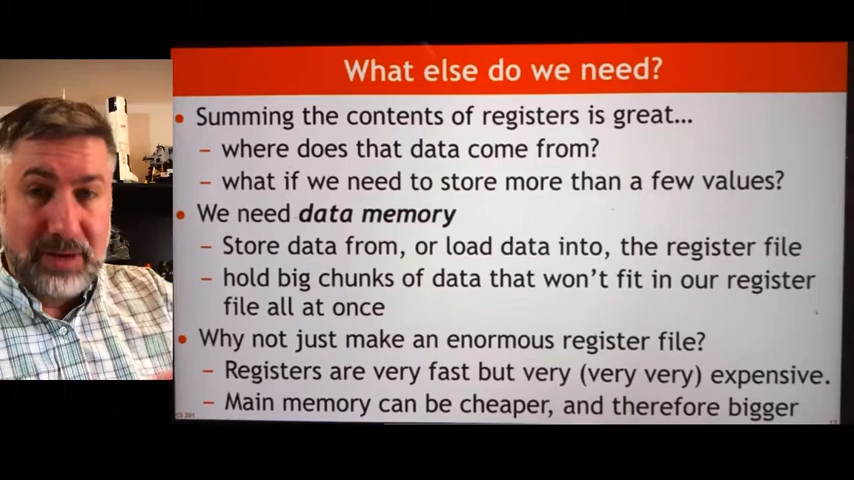 What else do we need?
• Summing the contents of registers is great...
– where does that data come from?
– what if we need to store more than a few values?
• We need data memory
– Store data from, or load data into, the register file
– hold big chunks of data that won't fit in our register
file all at once
• Why not just make an enormous register file?
– Registers are very fast but very (very very) expensive.
– Main memory can be cheaper, and therefore bigger
CS 201